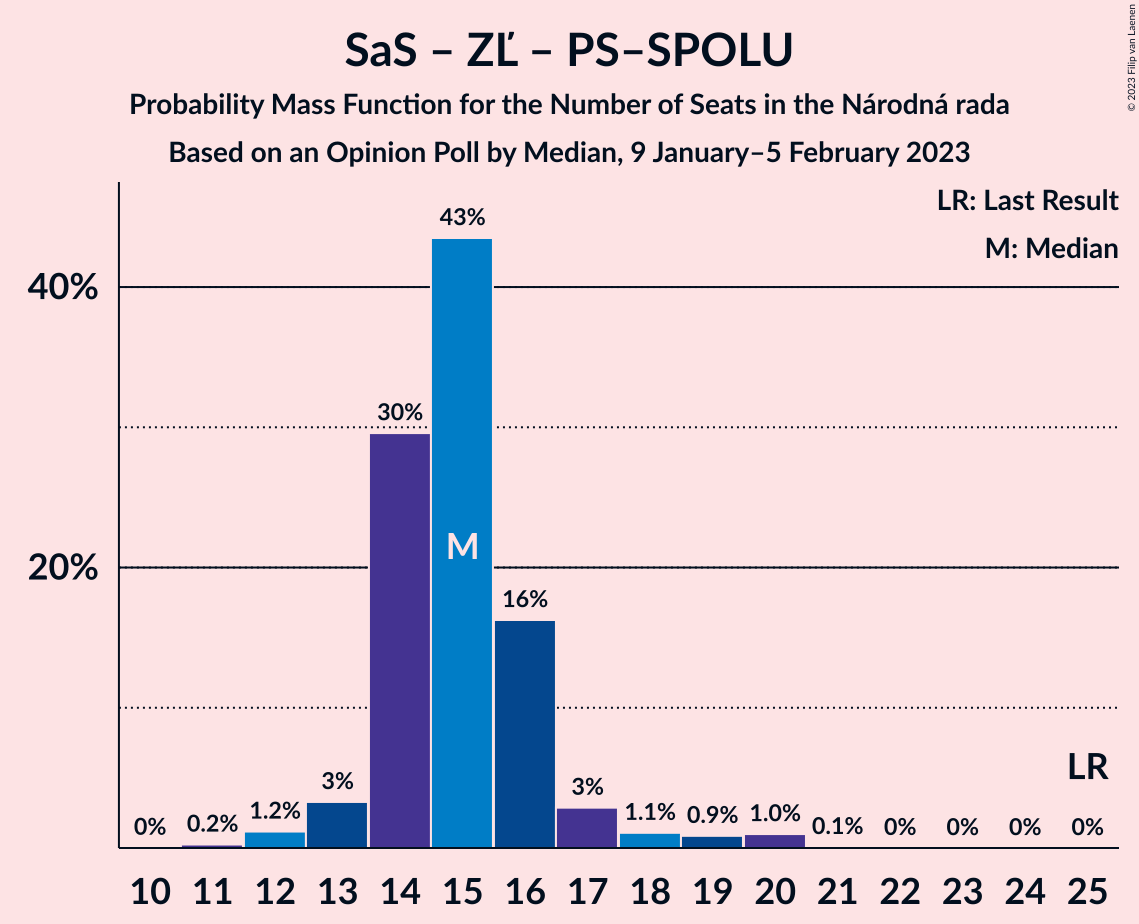 SaS – ZĽ – PS–SPOLU
Probability Mass Function for the Number of Seats in the Národná rada
Based on an Opinion Poll by Median, 9 January–5 February 2023
© 2023 Filip van Laenen
LR: Last Result
M: Median
40%
20%
0%
0.2%
1.2%
3%
30%
43%
16%
3%
1.1%
0.9%
1.0%
0.1%
0%
0%
0%
0%
M
LR
10 11 12 13 14 15 16 17 18 19 20 21 22 23 24 25